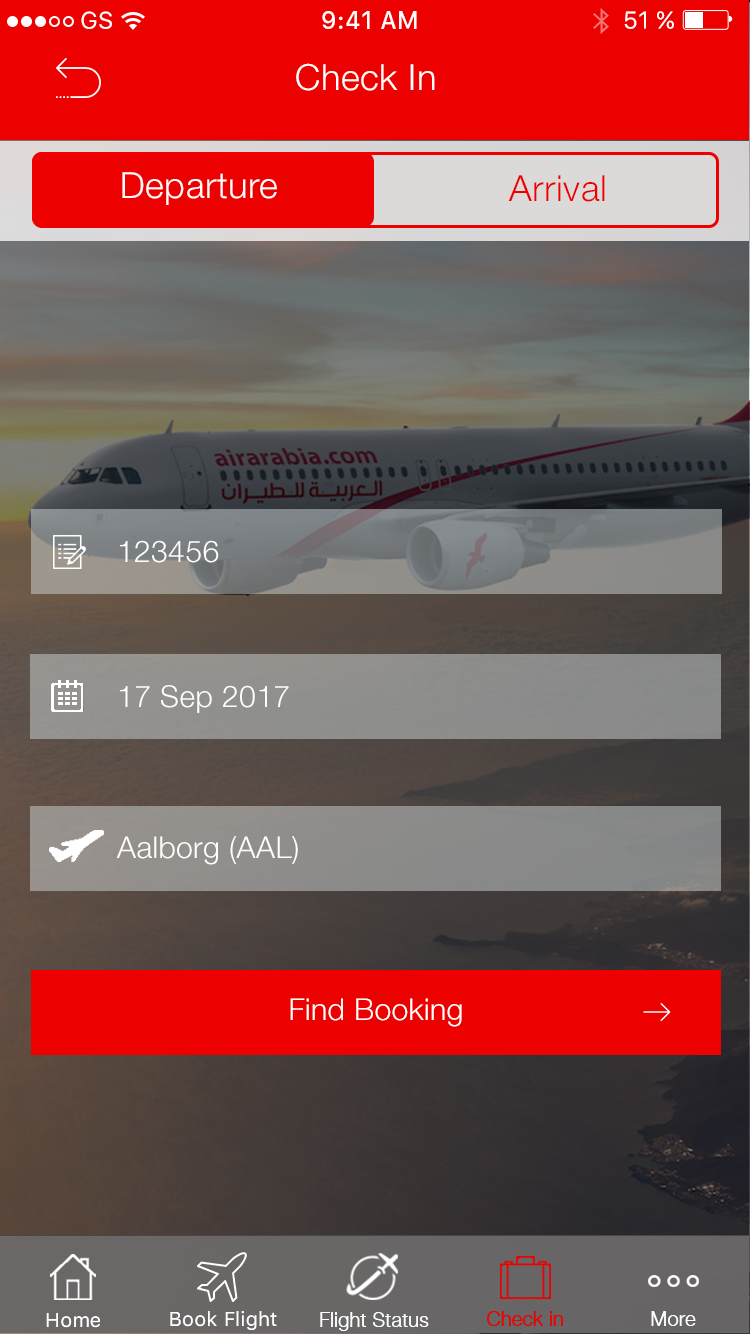 GS 9:41 AM 51 %
Check In
Departure Arrival
airarabia.com
العربية للطيران
123456
17 Sep 2017
Aalborg (AAL)
Find Booking
Home Book Flight Flight Status Check in More